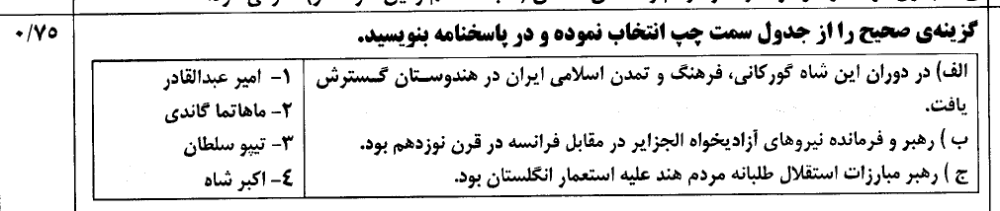 گزینه‌ی صحیح را از جدول سمت چپ انتخاب نموده و در پاسخنامه بنویسید.
۰/۷۵
الف) در دوران این شاه گورکانی، فرهنگ و تمدن اسلامی ایران در هندوستان گسترش
یافت.
ب ) رهبر و فرمانده نیروهای آزادیخواه الجزایر در مقابل فرانسه در قرن نوزدهم بود.
ج ) رهبر مبارزات استقلال طلبانه مردم هند علیه استعمار انگلستان بود.
۱- امیر عبدالقادر
۲- ماهاتما گاندی
۳- تیپو سلطان
۴- اکبر شاه